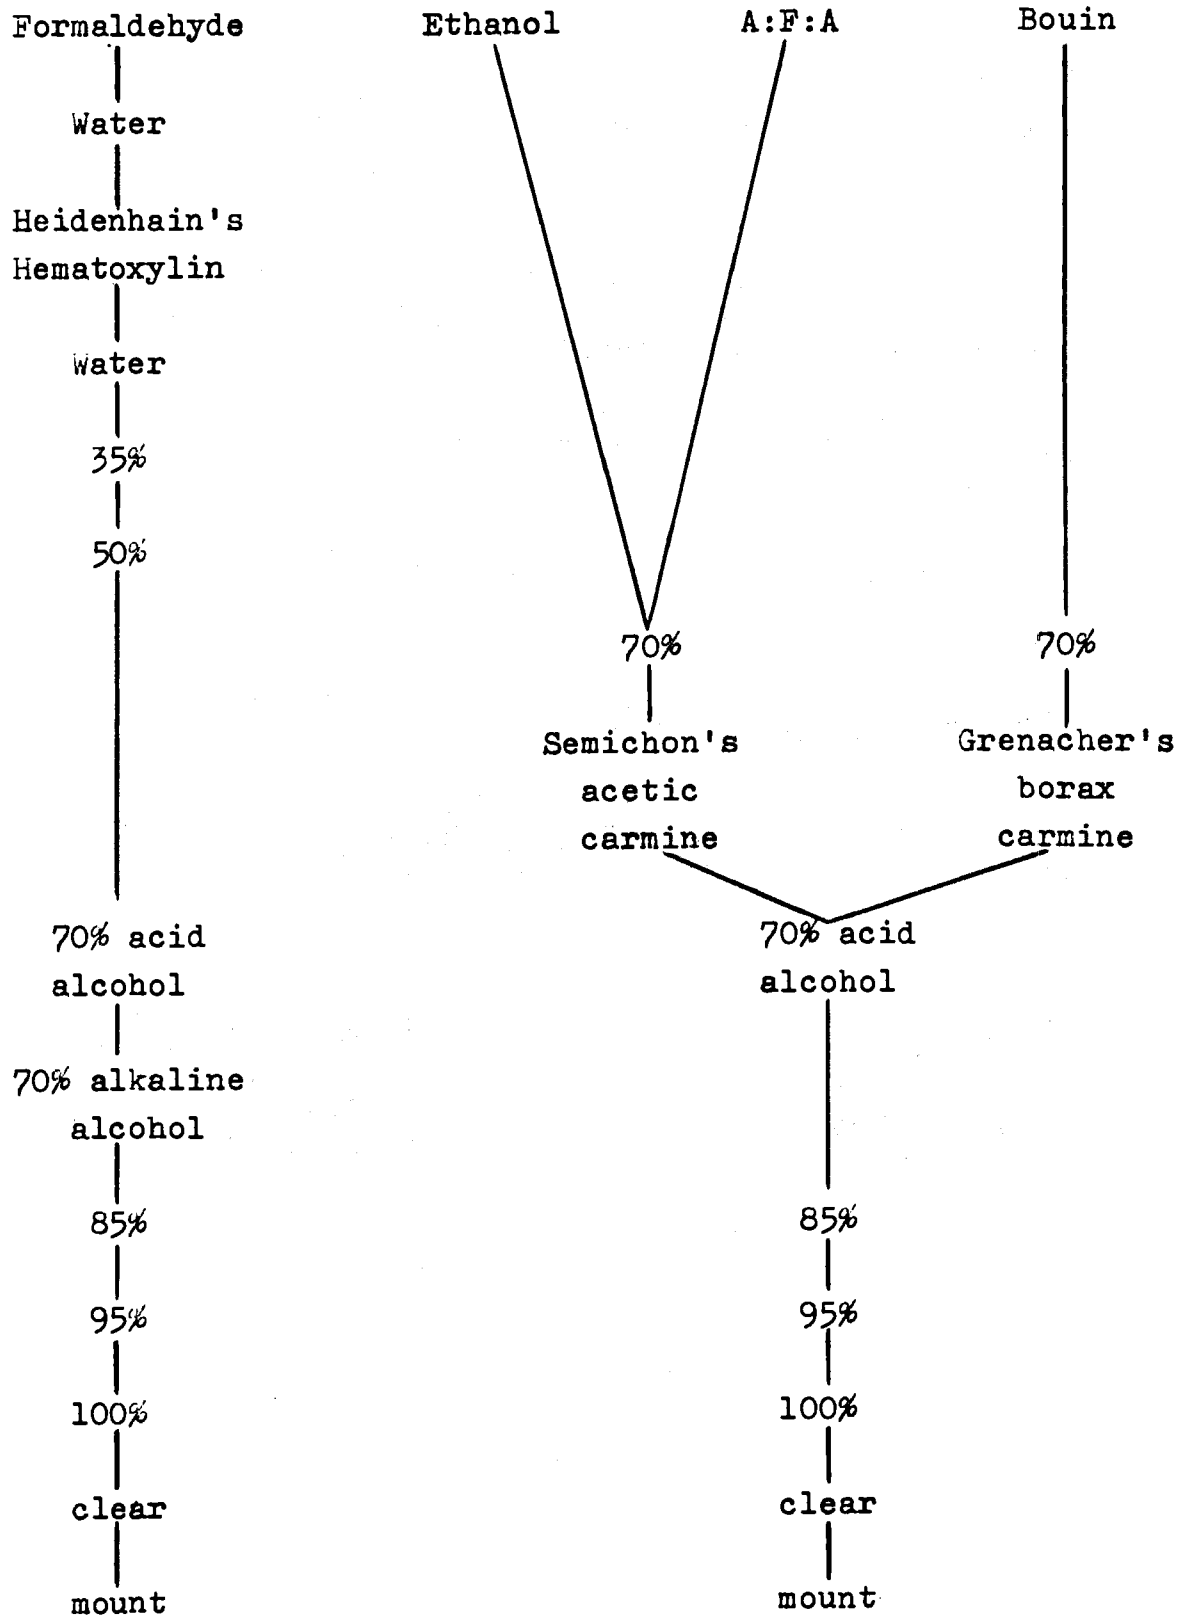 Formaldehyde
Ethanol
A:F:A
Bouin
Water
Heidenhain's
Hematoxylin
Water
35%
50%
70%
70%
Semichon's
acetic
carmine
Grenacher's
borax
carmine
70% acid
alcohol
70% acid
alcohol
70% alkaline
alcohol
85%
85%
95%
95%
100%
100%
clear
clear
mount
mount